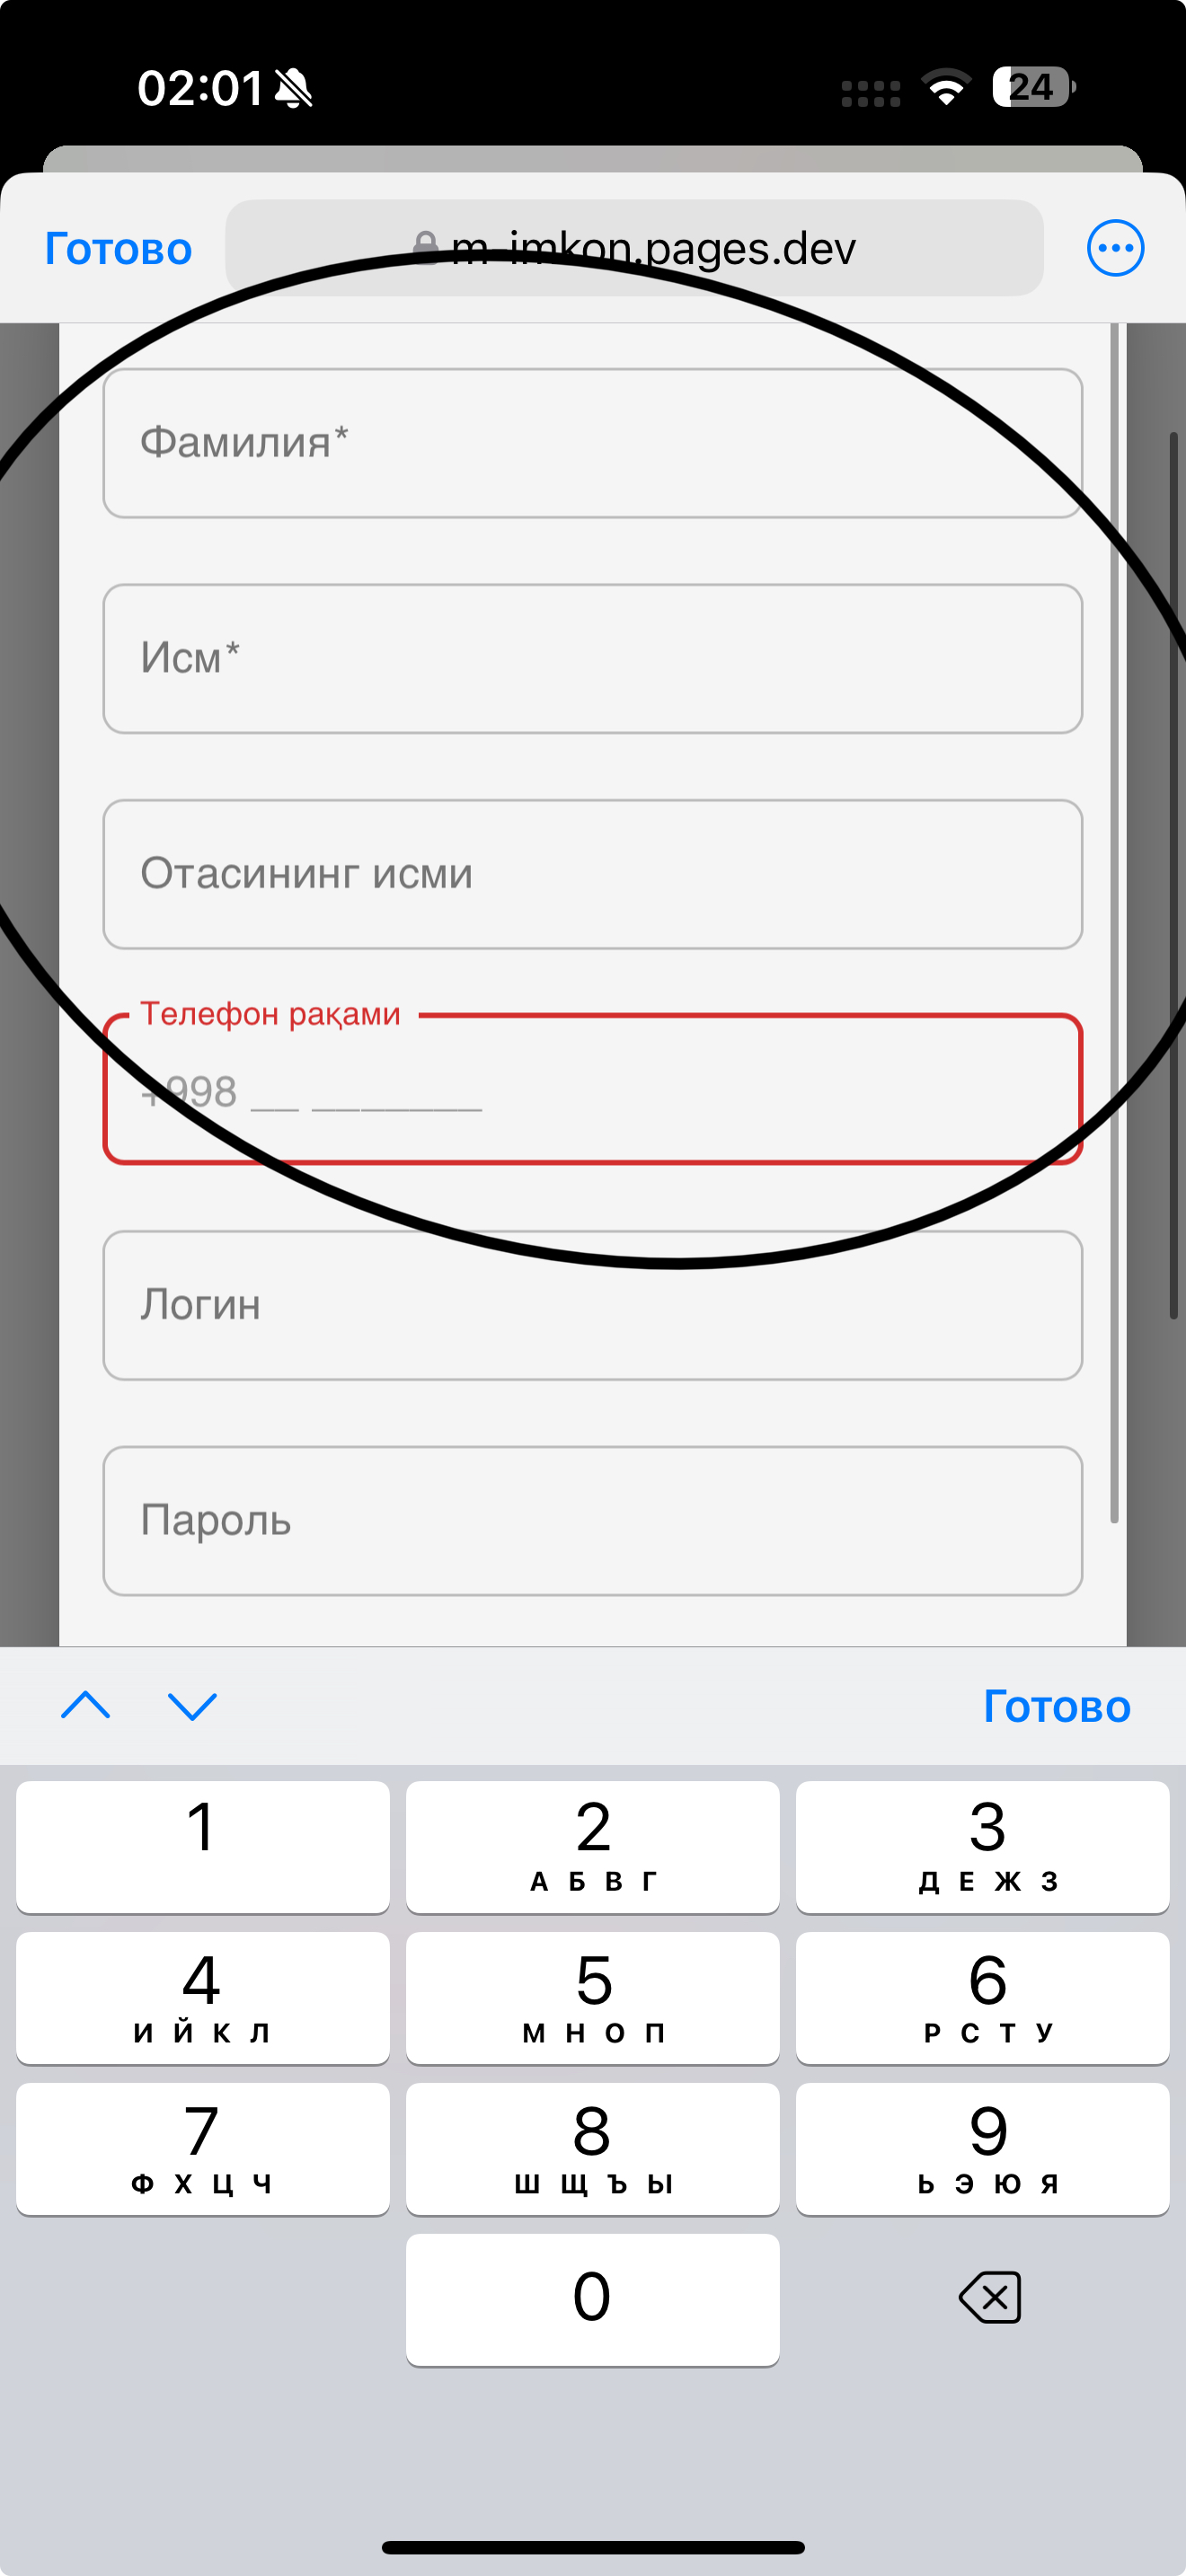 02:01 24
Готово m-imkon.pages.dev
Фамилия*
Исм*
Отасининг исми
Телефон рақами
+998 __ _______
Логин
Пароль
Готово
1 2 3
А Б В Г Д Е Ж З
4 5 6
И Й К Л М Н О П Р С Т У
7 8 9
Ф Х Ц Ч Ш Щ Ъ Ы Ь Э Ю Я
0